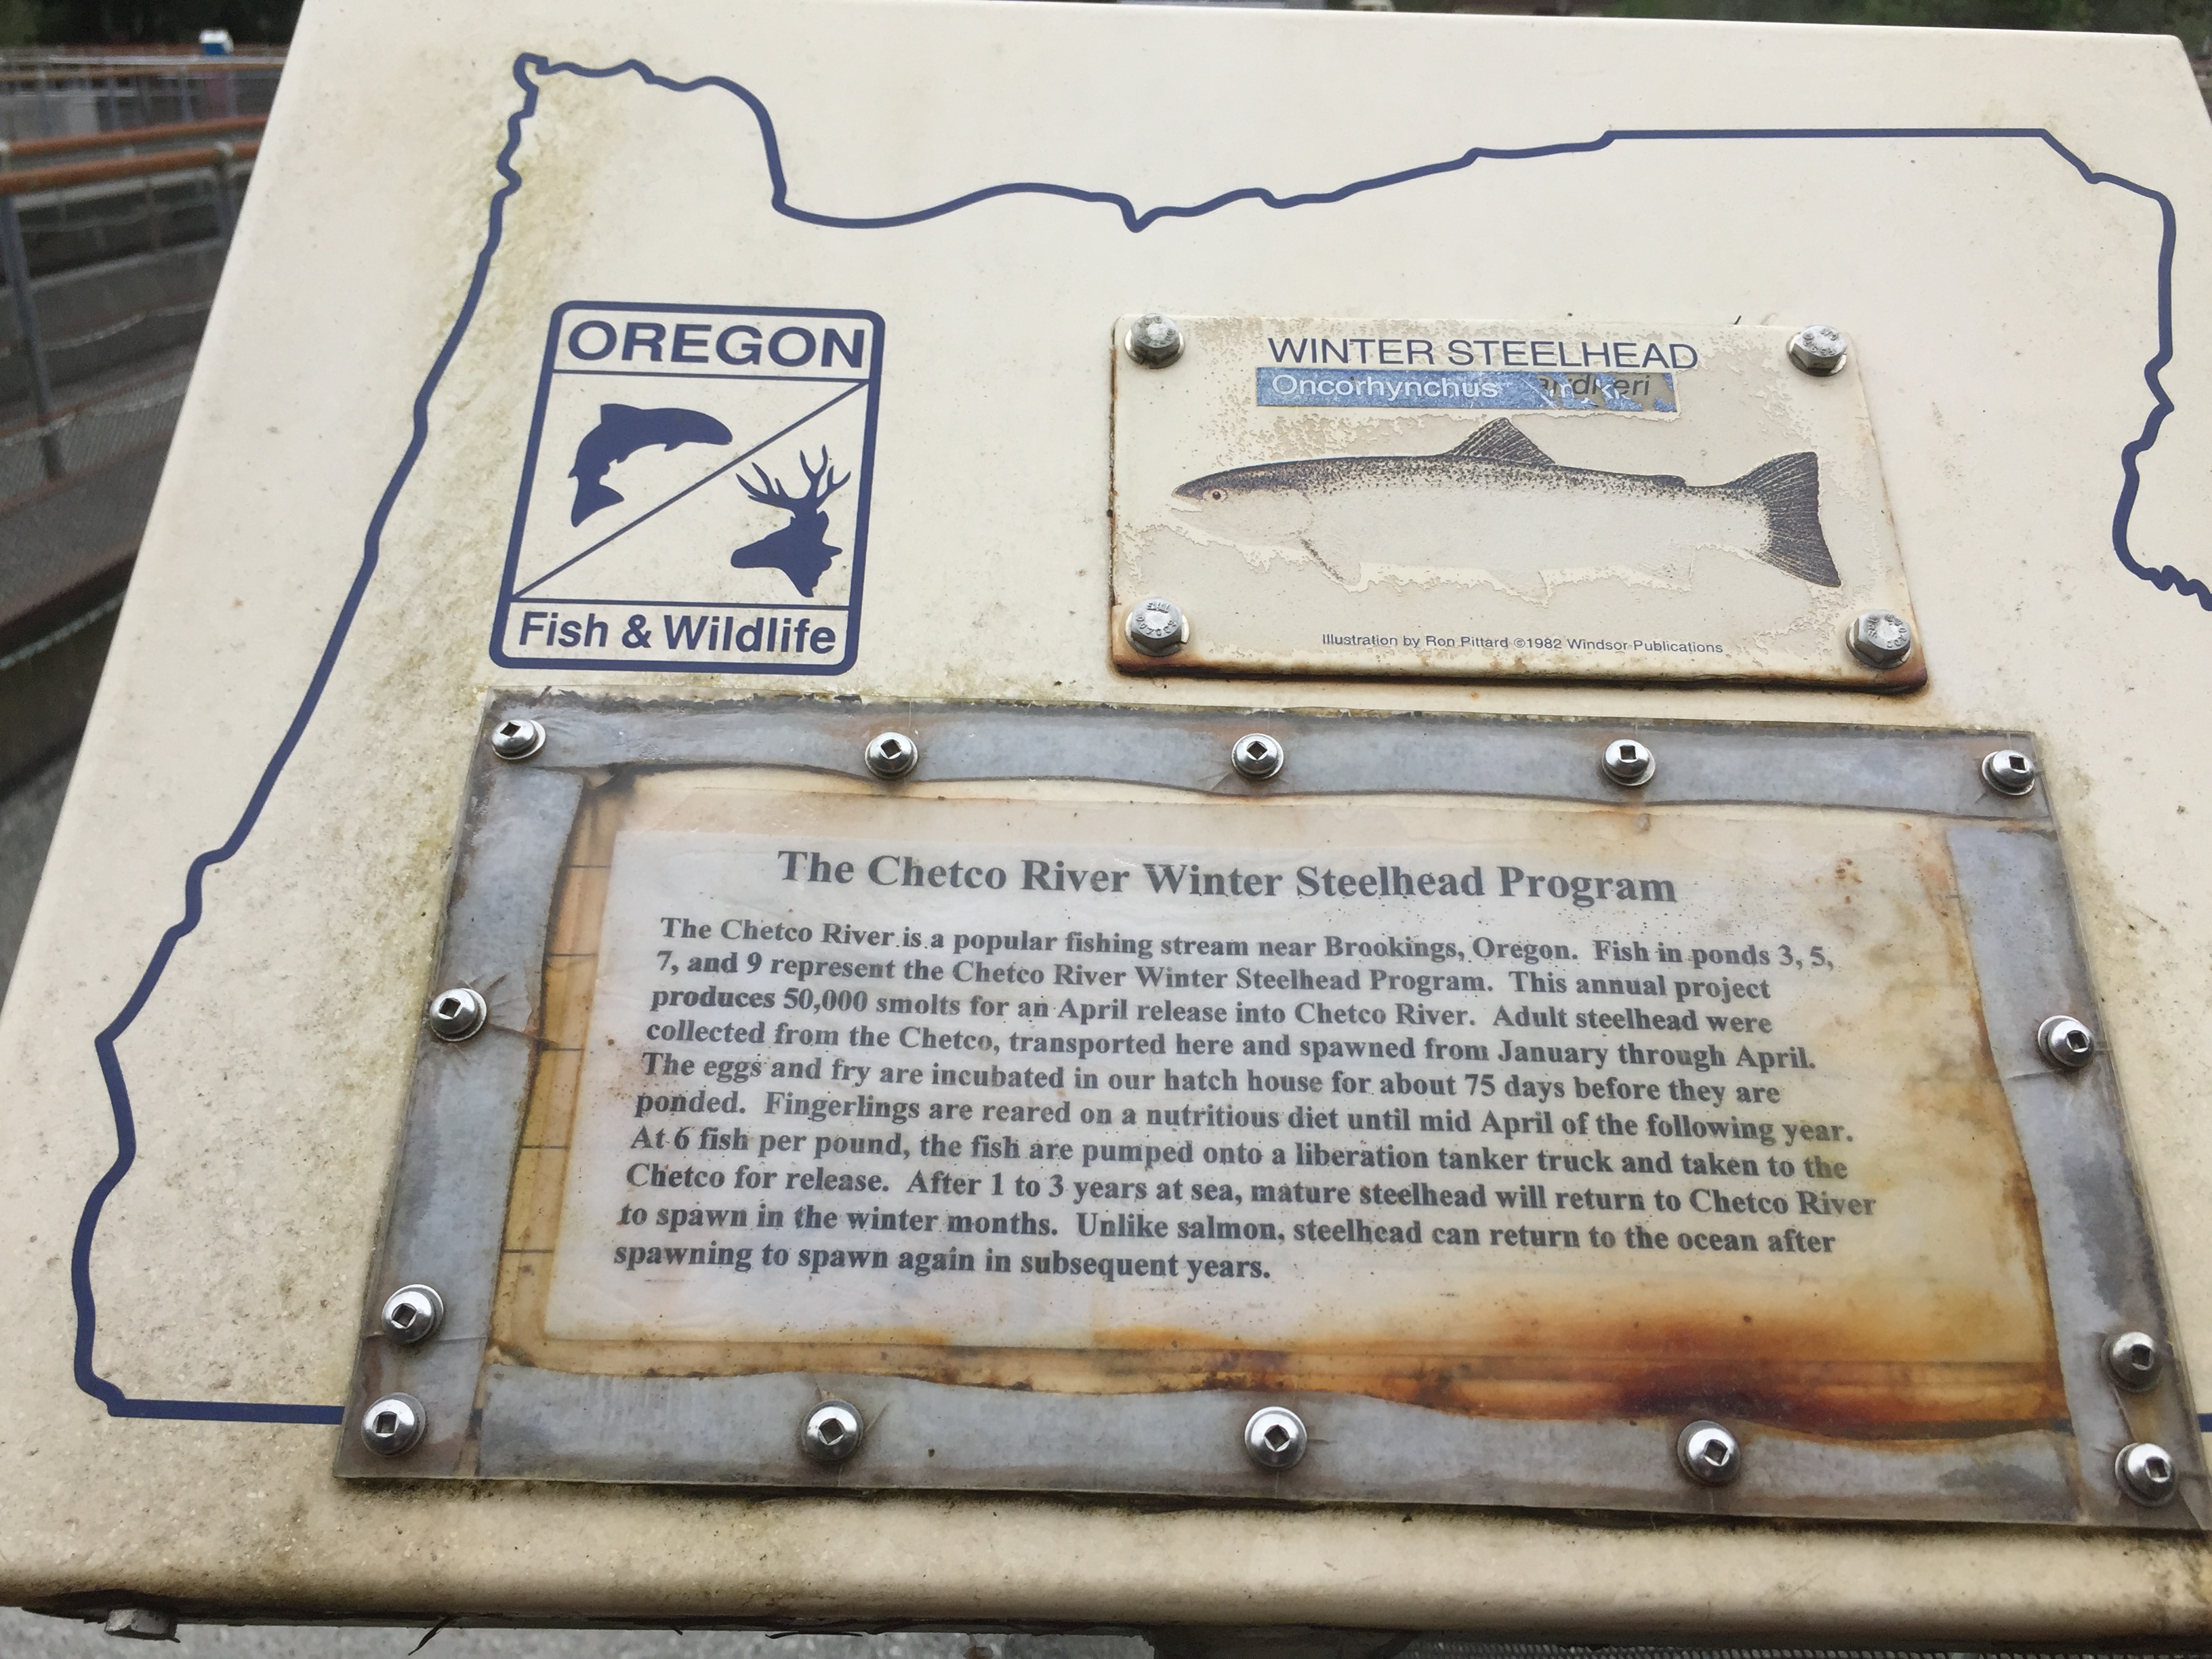 OREGON
Fish & Wildlife
WINTER STEELHEAD
Oncorhynchus
Illustration by Ron Pittard ©1982 Windsor Publications
The Chetco River Winter Steelhead Program
The Chetco River is a popular fishing stream near Brookings, Oregon. Fish in ponds 3, 5,
7, and 9 represent the Chetco River Winter Steelhead Program. This annual project
produces 50,000 smolts for an April release into Chetco River. Adult steelhead were
collected from the Chetco, transported here and spawned from January through April.
The eggs and fry are incubated in our hatch house for about 75 days before they are
ponded. Fingerlings are reared on a nutritious diet until mid April of the following year.
At 6 fish per pound, the fish are pumped onto a liberation tanker truck and taken to the
Chetco for release. After 1 to 3 years at sea, mature steelhead will return to Chetco River
to spawn in the winter months. Unlike salmon, steelhead can return to the ocean after
spawning to spawn again in subsequent years.